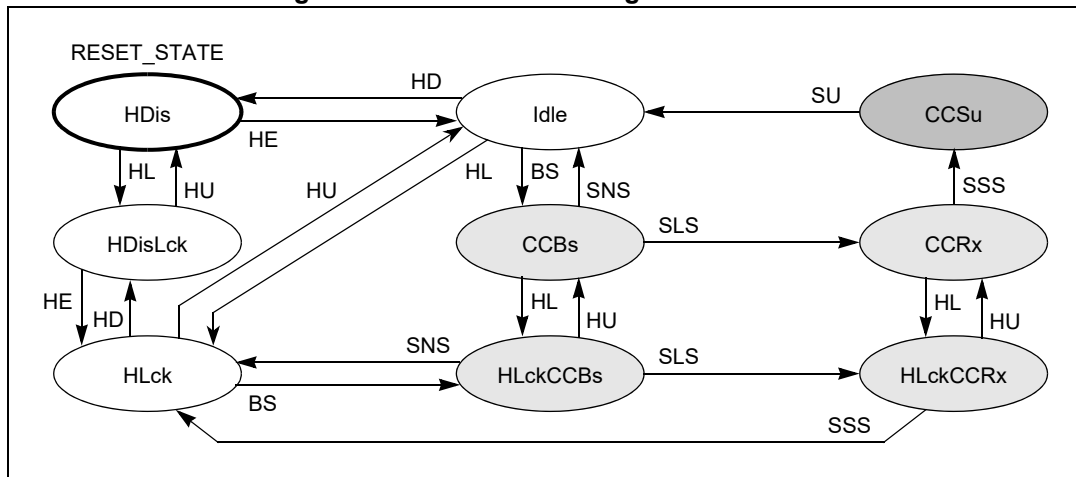 RESET_STATE
HDis
HD
HE
Idle
SU
CCSu
HL
HU
HU
HL
BS
SNS
SSS
HDisLck
CCBs
SLS
CCRx
HE
HD
HL
HU
HL
HU
HLck
SNS
BS
HLckCCBs
SLS
HLckCCRx
SSS